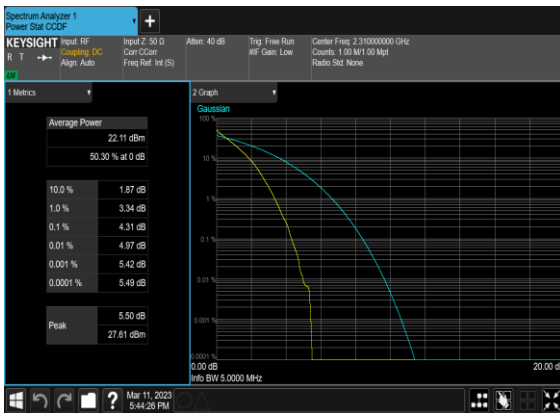 Spectrum Analyzer 1
Power Stat CCDF
+
KEYSIGHT
R T
LV
Input: RF
Coupling: DC
Align: Auto
Input Z: 50 Ω
Corr CCorr
Freq Ref: Int (S)
Atten: 40 dB
Trig: Free Run
#IF Gain: Low
Center Freq: 2.310000000 GHz
Counts: 1.00 M/1.00 Mpt
Radio Std: None
1 Metrics
Average Power
22.11 dBm
50.30 % at 0 dB
10.0 % 1.87 dB
1.0 % 3.34 dB
0.1 % 4.31 dB
0.01 % 4.97 dB
0.001 % 5.42 dB
0.0001 % 5.49 dB
Peak
5.50 dB
27.61 dBm
2 Graph
Gaussian
100 %
10 %
1 %
0.1 %
0.01 %
0.001 %
0.0001 %
0.00 dB
20.00 d
Info BW 5.0000 MHz
?
Mar 11, 2023
5:44:26 PM